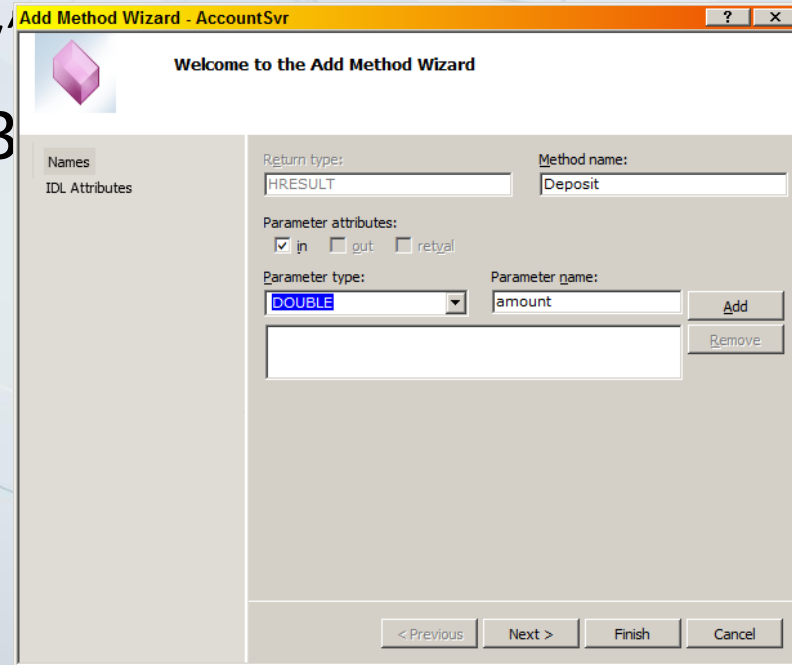 Add Method Wizard - AccountSvr
Welcome to the Add Method Wizard
Names
IDL Attributes
Return type:
Method name:
HRESULT
Deposit
Parameter attributes:
in
out
retval
Parameter type:
Parameter name:
DOUBLE
amount
Add
Remove
< Previous
Next >
Finish
Cancel